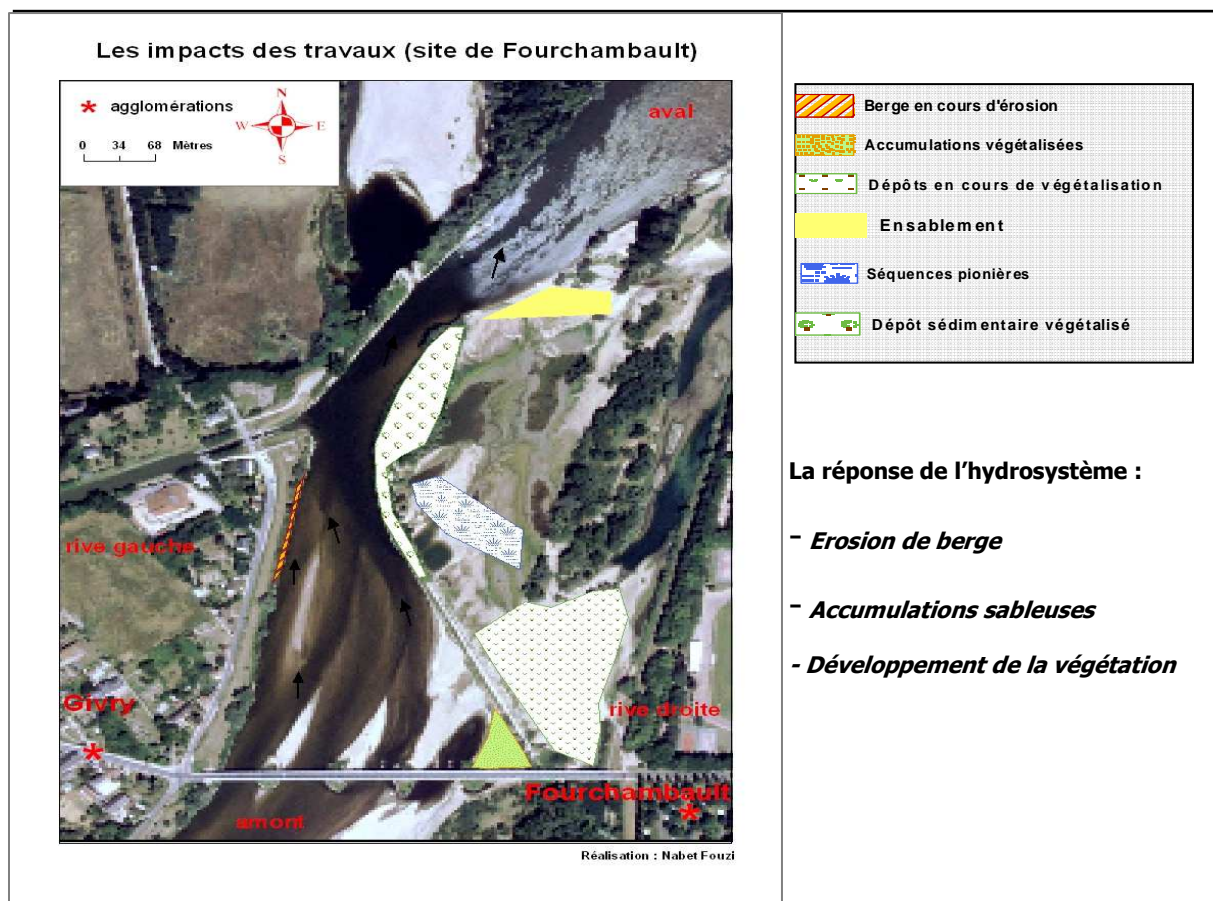 Les impacts des travaux (site de Fourchambault)
agglomérations
N
W E
S
0 34 68 Mètres
aval
rive gauche
Givry
rive droite
Fourchambault
amont
Réalisation : Nabet Fouzi
Berge en cours d'érosion
Accumulations végétalisées
Dépôts en cours de végétalisation
Ensablement
Séquences pionières
Dépôt sédimentaire végétalisé
La réponse de l'hydrosystème :
- Erosion de berge
- Accumulations sableuses
- Développement de la végétation